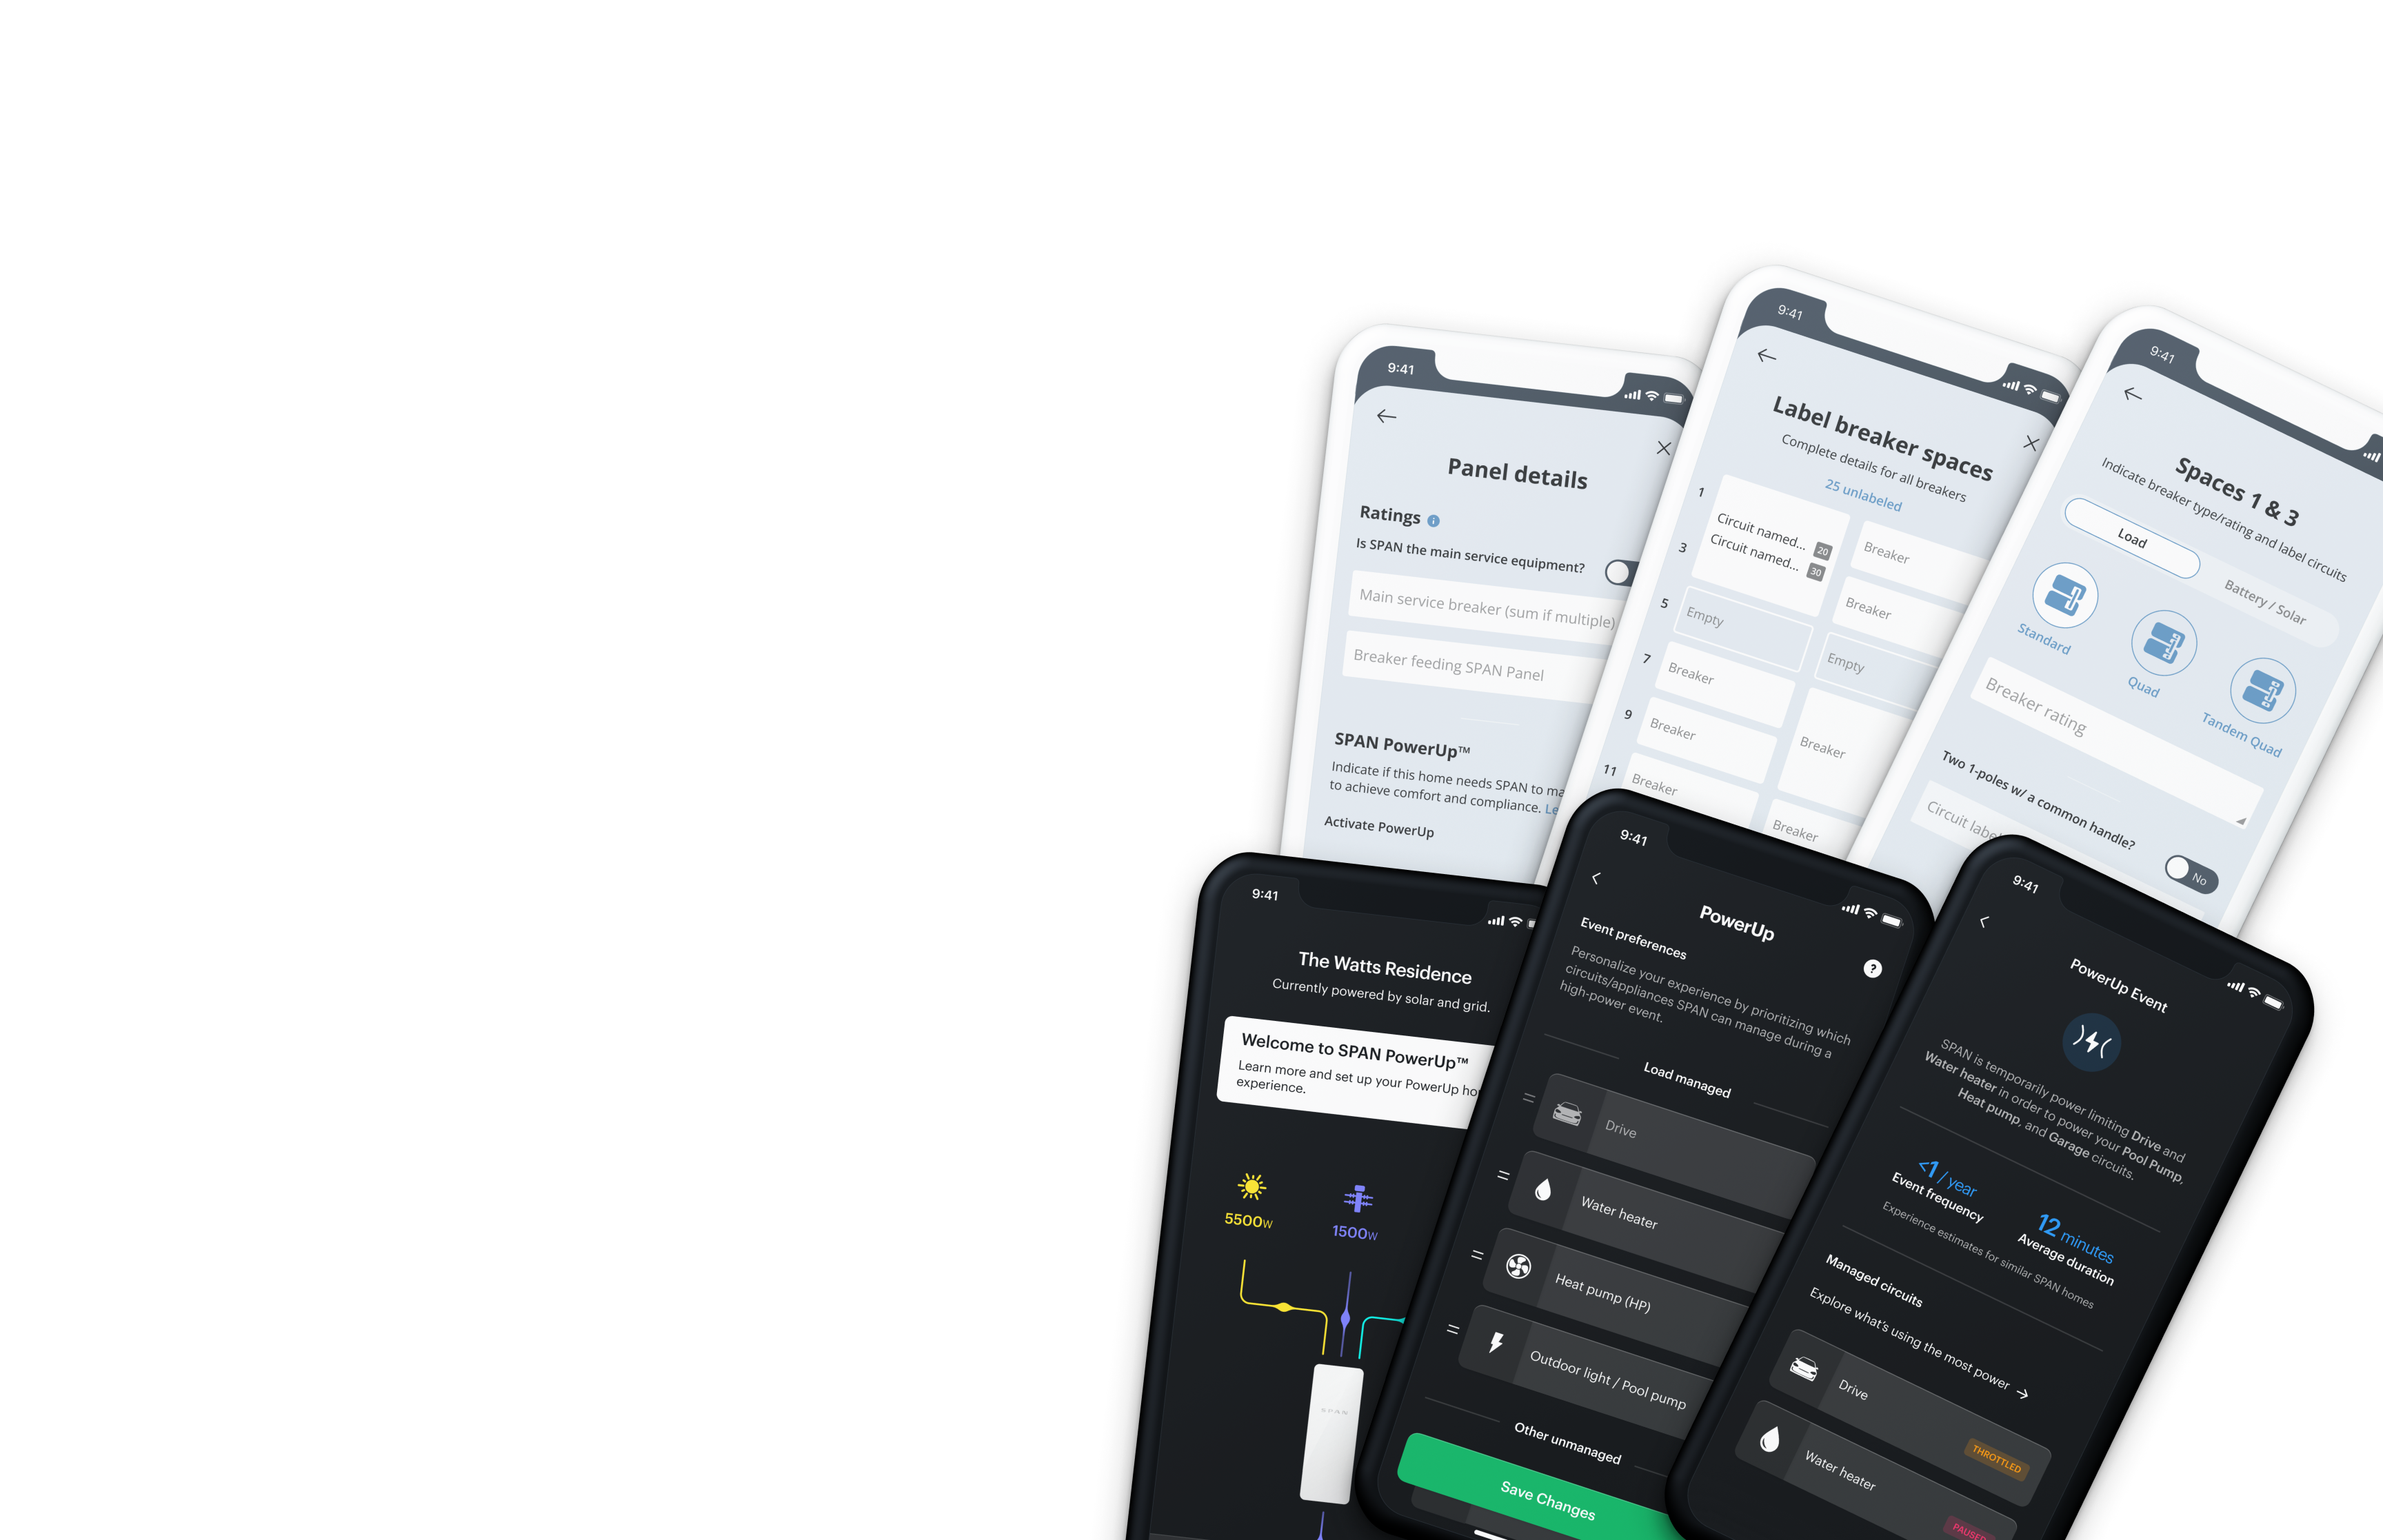 9:41
Panel details
Ratings
Is SPAN the main service equipment?
Main service breaker (sum if multiple)
Breaker feeding SPAN Panel
SPAN PowerUp™
Indicate if this home needs SPAN to
to achieve comfort and compliance.
Activate PowerUp
9:41
Label breaker spaces
Complete details for all breakers
25 unlabeled
1
Circuit named... 20
Breaker
3
Circuit named... 30
Breaker
5
Empty
Empty
7
Breaker
9
Breaker
Breaker
11
Breaker
Breaker
9:41
Spaces 1 & 3
Indicate breaker type/rating and label circuits
Load
Battery / Solar
Standard
Quad
Tandem Quad
Breaker rating
Two 1-poles w/ a common handle?
No
Circuit label
9:41
The Watts Residence
Currently powered by solar and grid.
Welcome to SPAN PowerUp™
Learn more and set up your PowerUp
experience.
5500W
1500W
SPAN
9:41
PowerUp
?
Event preferences
Personalize your experience by prioritizing which
circuits/appliances SPAN can manage during a
high-power event.
Load managed
Drive
Water heater
Heat pump (HP)
Outdoor light / Pool pump
Other unmanaged
Save Changes
9:41
PowerUp Event
SPAN is temporarily power limiting Drive and
Water heater in order to power your Pool Pump,
Heat pump, and Garage circuits.
<1 / year
Event frequency
12 minutes
Average duration
Experience estimates for similar SPAN homes
Managed circuits
Explore what's using the most power →
Drive
THROTTLED
Water heater
PAUSED